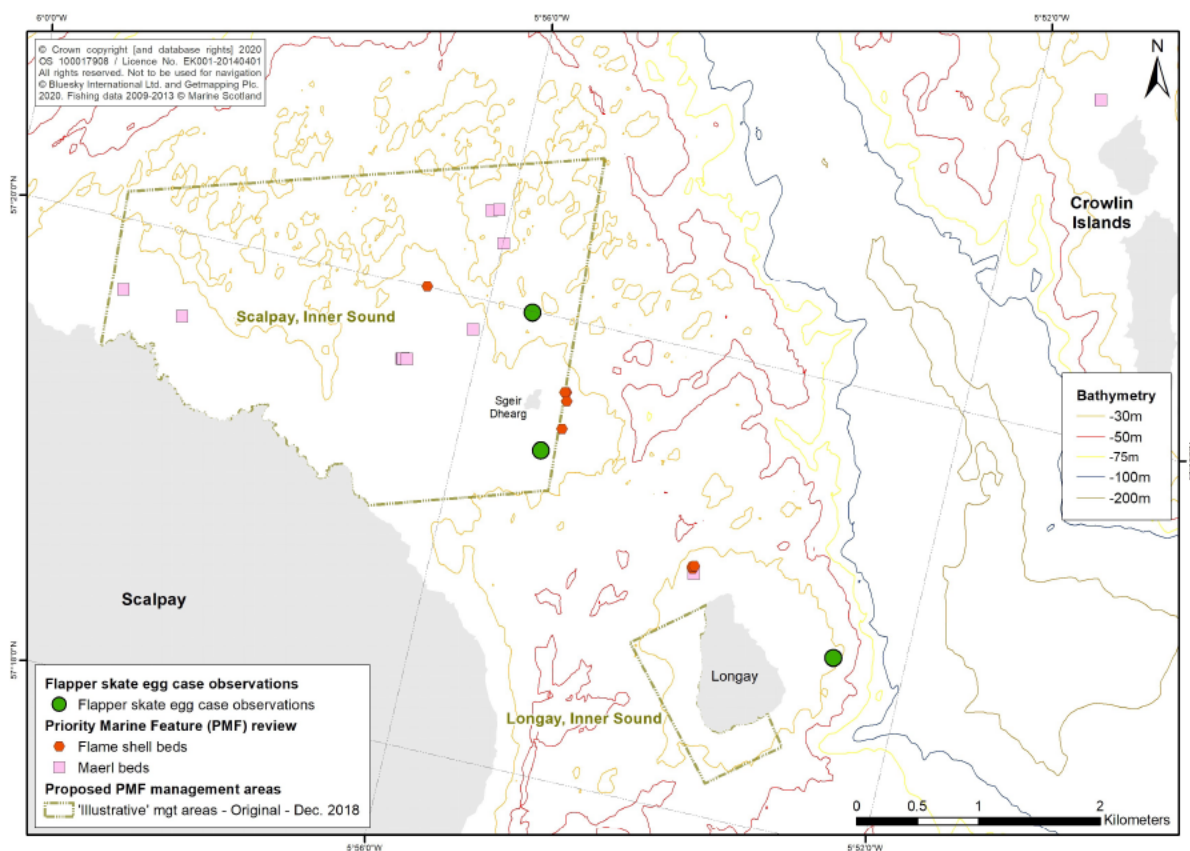 6°0'0"W
5°56'0"W
5°52'0"W
© Crown copyright [and database rights] 2020
OS 100017908 / Licence No. EK001-20140401
All rights reserved. Not to be used for navigation
© Bluesky International Ltd. and Getmapping Plc.
2020. Fishing data 2009-2013 © Marine Scotland
N
57°20'0"N
Crowlin
Islands
Scalpay, Inner Sound
Sgeir
Dhearg
Bathymetry
-30m
-50m
-75m
-100m
-200m
Scalpay
57°18'0"N
Longay
Longay, Inner Sound
Flapper skate egg case observations
Flapper skate egg case observations
Priority Marine Feature (PMF) review
Flame shell beds
Maerl beds
Proposed PMF management areas
'Illustrative' mgt areas - Original - Dec. 2018
0 0.5 1 2
Kilometers
5°56'0"W
5°52'0"W